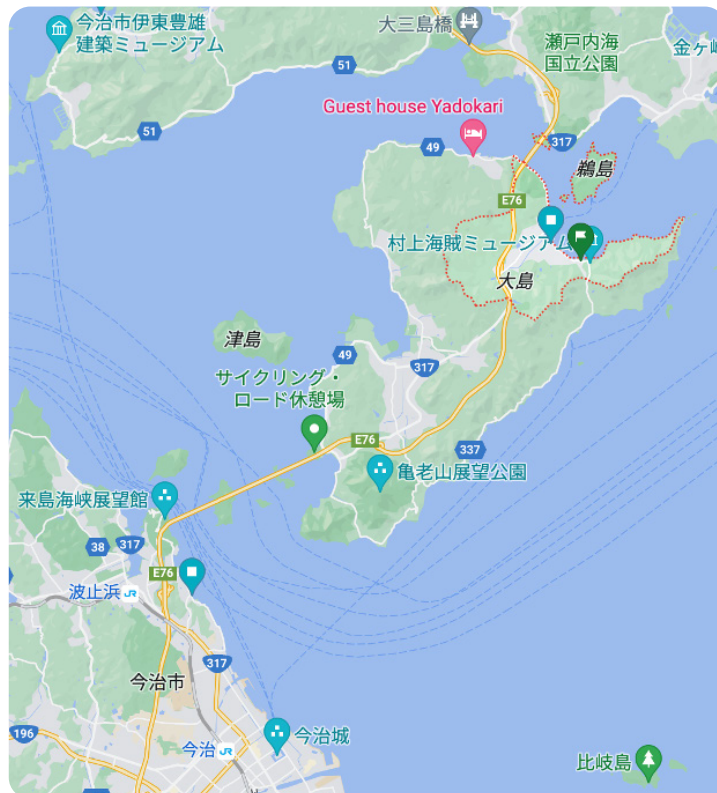 今治市伊東豊雄
建築ミュージアム
大三島橋
瀬戸内海
国立公園
金ヶ
51
51
Guest house Yadokari
49
317
鵜島
E76
村上海賊ミュージアム
大島
津島
49
317
サイクリング・
ロード休憩場
E76
337
亀老山展望公園
来島海峡展望館
38
317
E76
波止浜
JR
317
今治市
196
今治城
今治
JR
比岐島